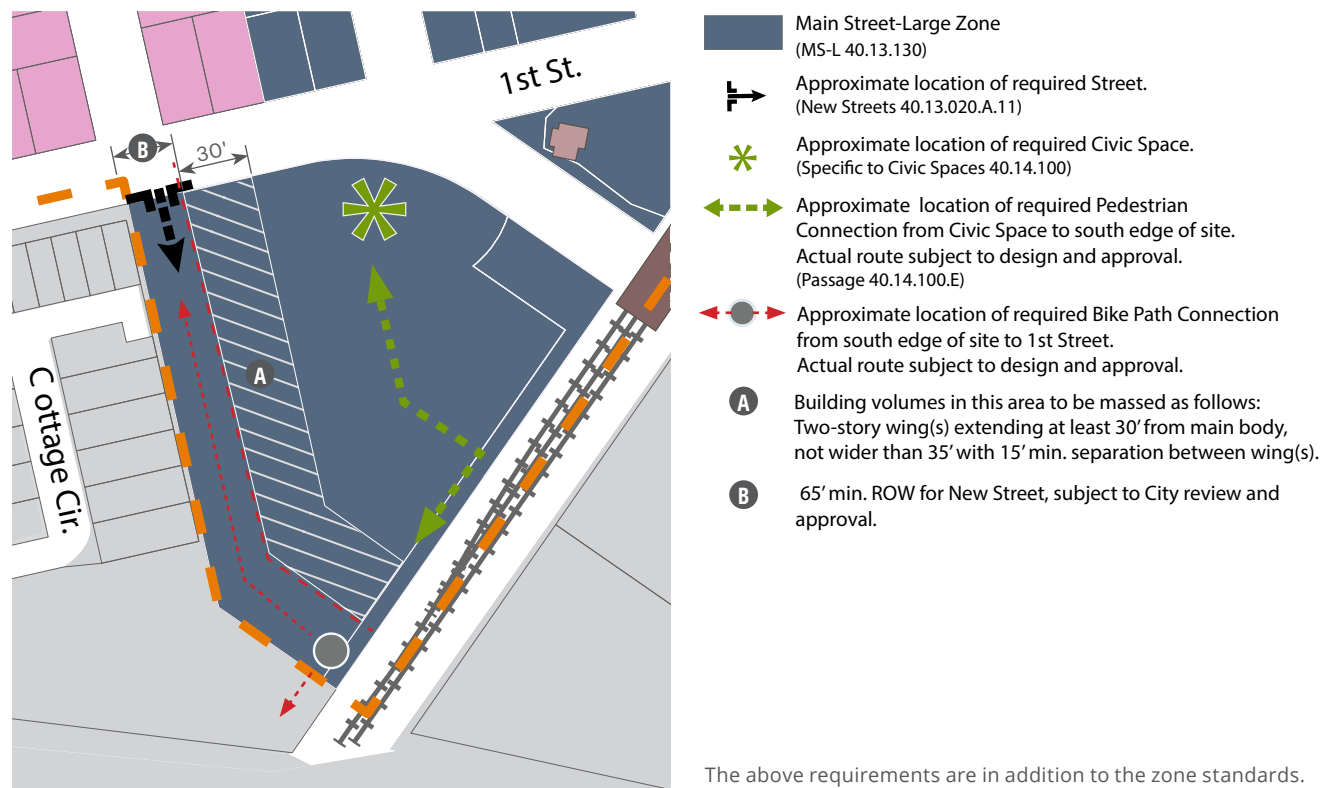 1st St.
B
30'
A
C ottage Cir.
Main Street-Large Zone
(MS-L 40.13.130)
Approximate location of required Street.
(New Streets 40.13.020.A.11)
Approximate location of required Civic Space.
(Specific to Civic Spaces 40.14.100)
Approximate location of required Pedestrian
Connection from Civic Space to south edge of site.
Actual route subject to design and approval.
(Passage 40.14.100.E)
Approximate location of required Bike Path Connection
from south edge of site to 1st Street.
Actual route subject to design and approval.
A
Building volumes in this area to be massed as follows:
Two-story wing(s) extending at least 30' from main body,
not wider than 35' with 15' min. separation between wing(s).
B
65' min. ROW for New Street, subject to City review and
approval.
The above requirements are in addition to the zone standards.